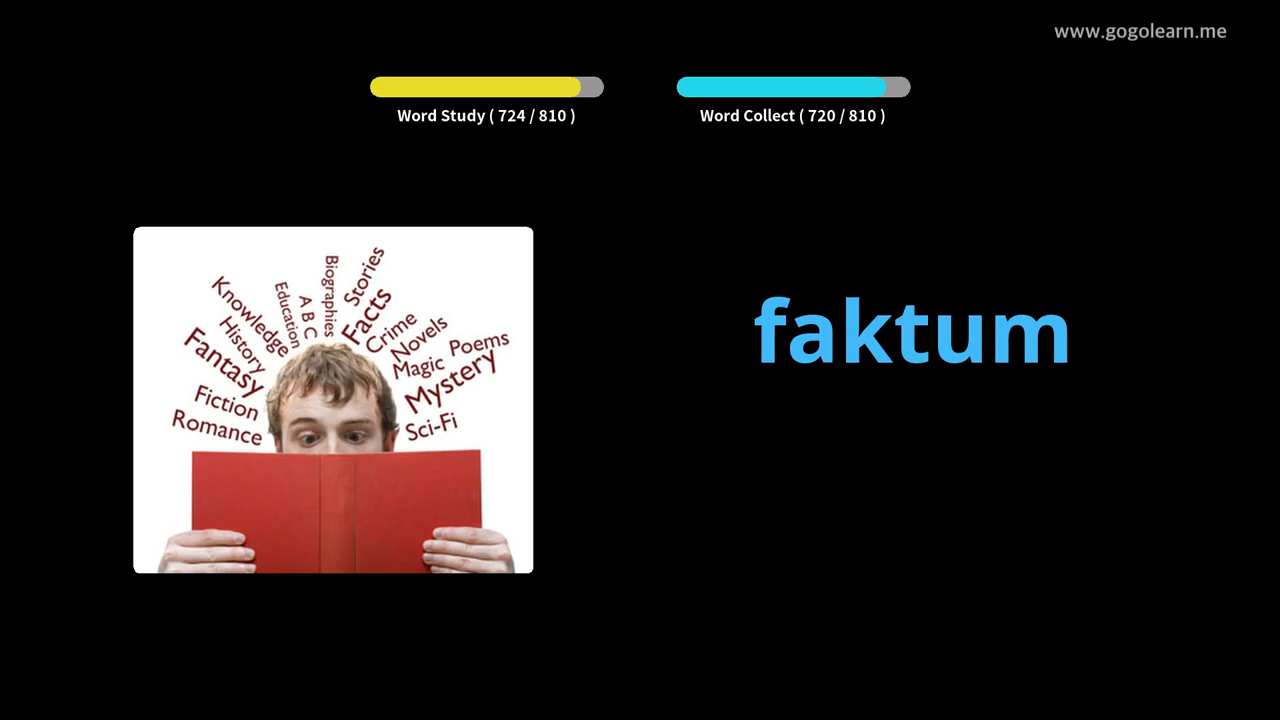 www.gogolearn.me
Word Study ( 724 / 810 )
Word Collect ( 720 / 810 )
faktum
Romance
Fiction
Fantasy
History
Knowledge
Education
A B C
Biographies
Stories
Facts
Crime
Novels
Magic
Poems
Mystery
Sci-Fi